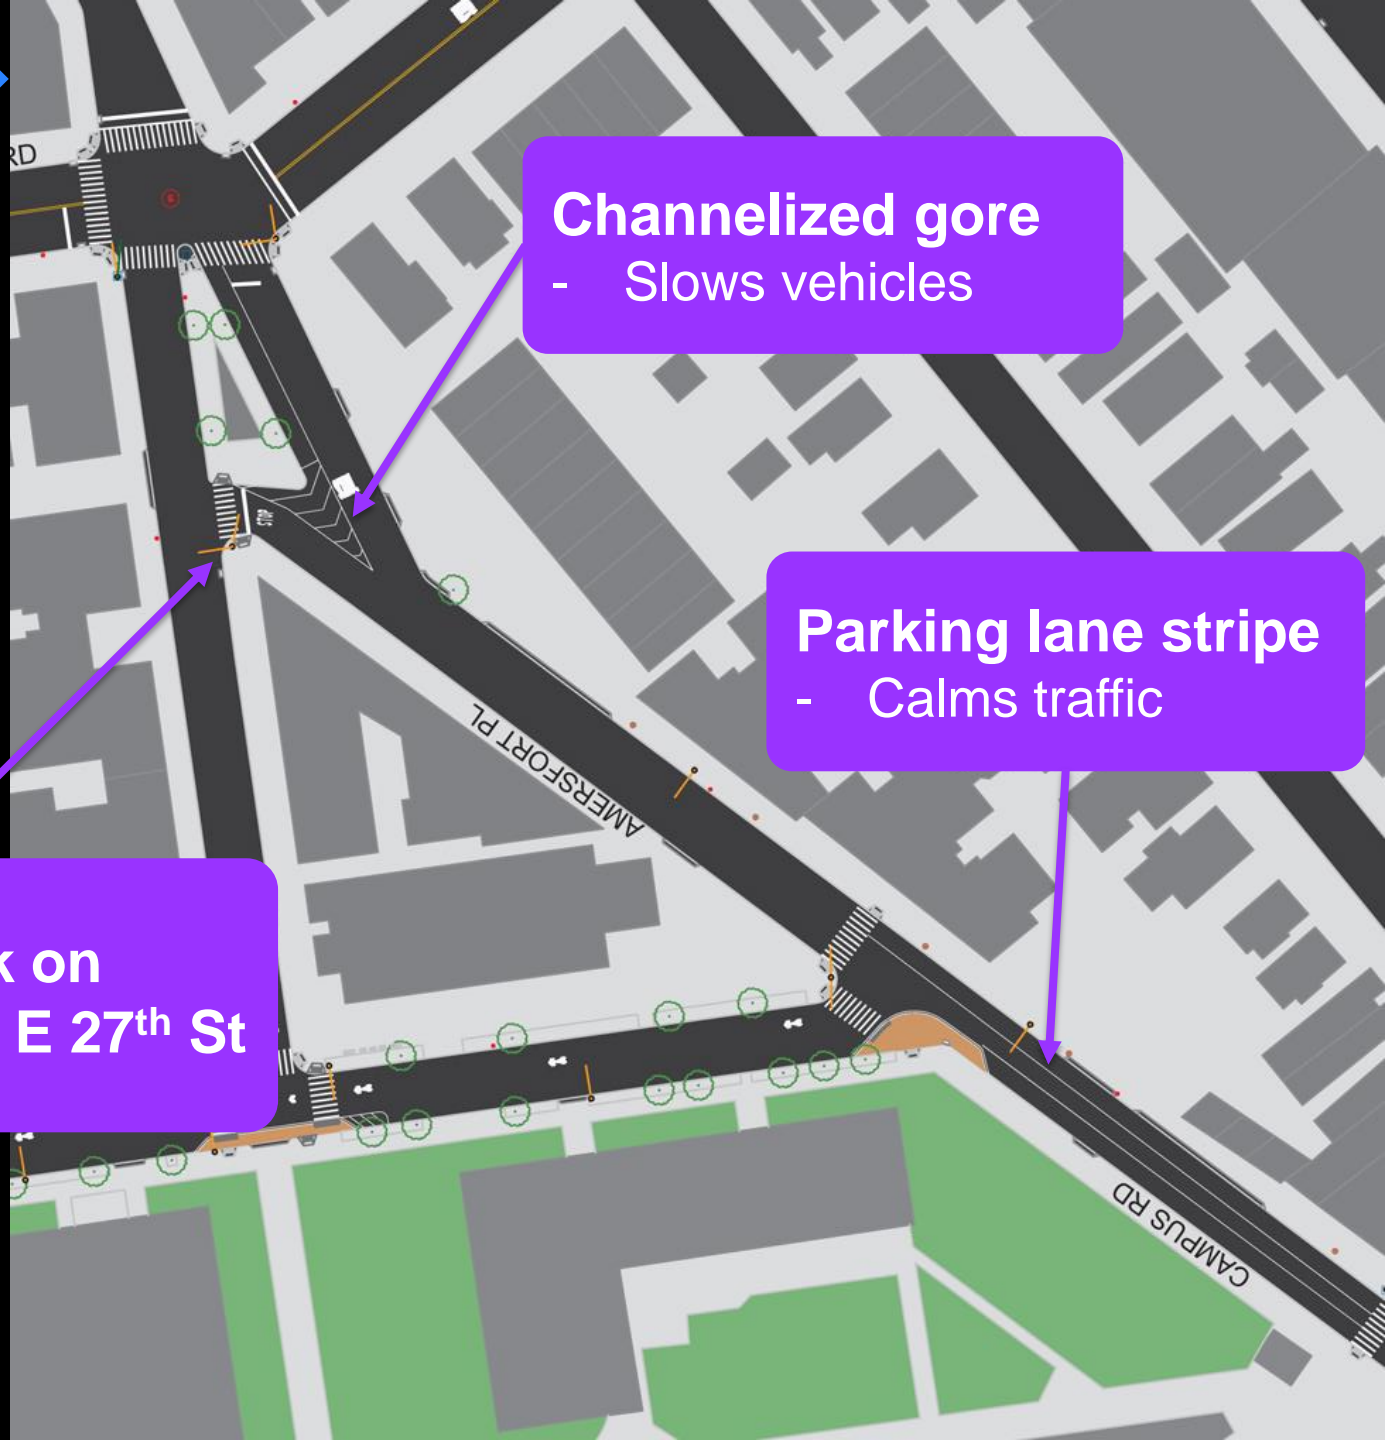 RD
Channelized gore
- Slows vehicles
STOP
Parking lane stripe
- Calms traffic
AMERSFORT PL
k on
E 27th St
CAMPUS RD